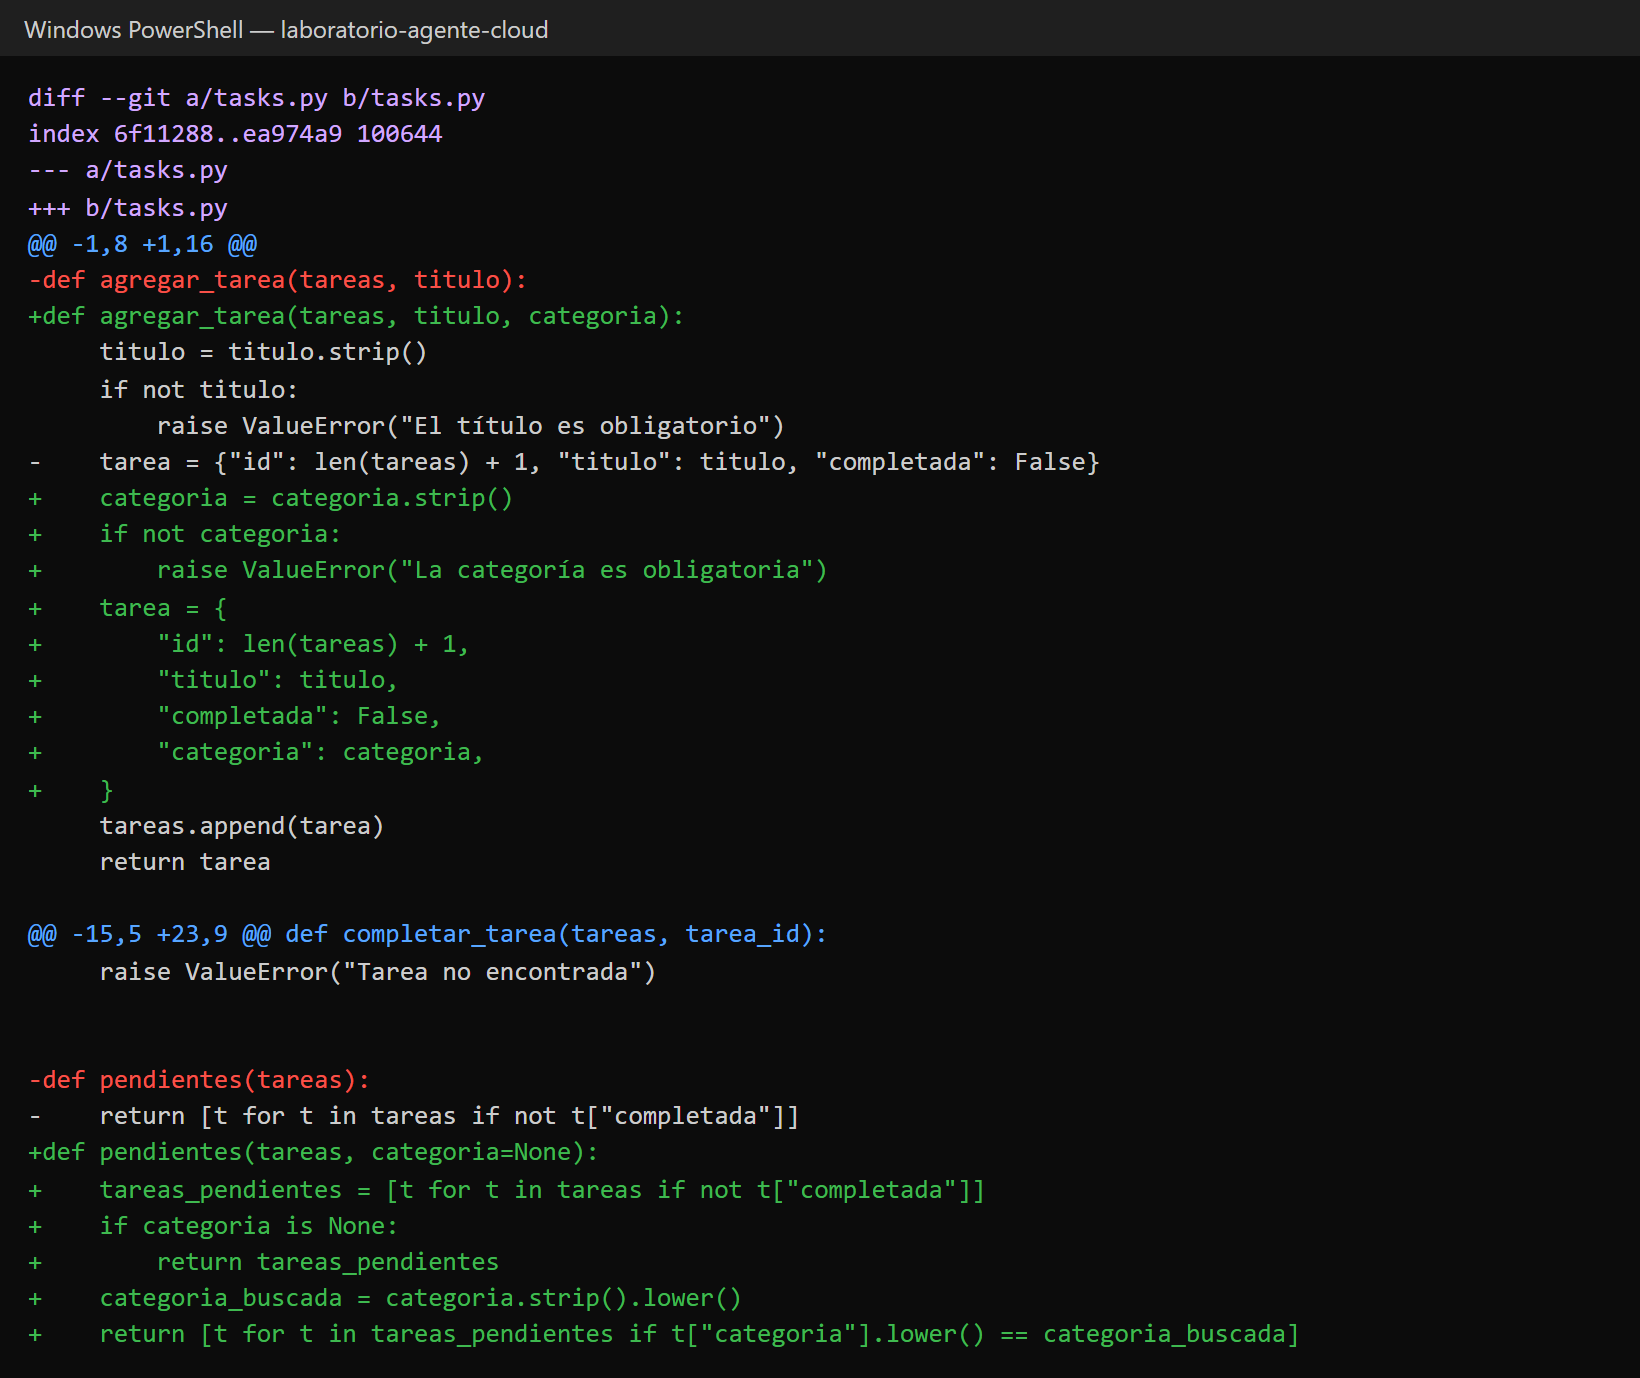 Windows PowerShell — laboratorio-agente-cloud
diff --git a/tasks.py b/tasks.py
index 6f11288..ea974a9 100644
--- a/tasks.py
+++ b/tasks.py
@@ -1,8 +1,16 @@
-def agregar_tarea(tareas, titulo):
+def agregar_tarea(tareas, titulo, categoria):
     titulo = titulo.strip()
     if not titulo:
         raise ValueError("El título es obligatorio")
-    tarea = {"id": len(tareas) + 1, "titulo": titulo, "completada": False}
+    categoria = categoria.strip()
+    if not categoria:
+        raise ValueError("La categoría es obligatoria")
+    tarea = {
+        "id": len(tareas) + 1,
+        "titulo": titulo,
+        "completada": False,
+        "categoria": categoria,
+    }
     tareas.append(tarea)
     return tarea

@@ -15,5 +23,9 @@ def completar_tarea(tareas, tarea_id):
     raise ValueError("Tarea no encontrada")


-def pendientes(tareas):
-    return [t for t in tareas if not t["completada"]]
+def pendientes(tareas, categoria=None):
+    tareas_pendientes = [t for t in tareas if not t["completada"]]
+    if categoria is None:
+        return tareas_pendientes
+    categoria_buscada = categoria.strip().lower()
+    return [t for t in tareas_pendientes if t["categoria"].lower() == categoria_buscada]